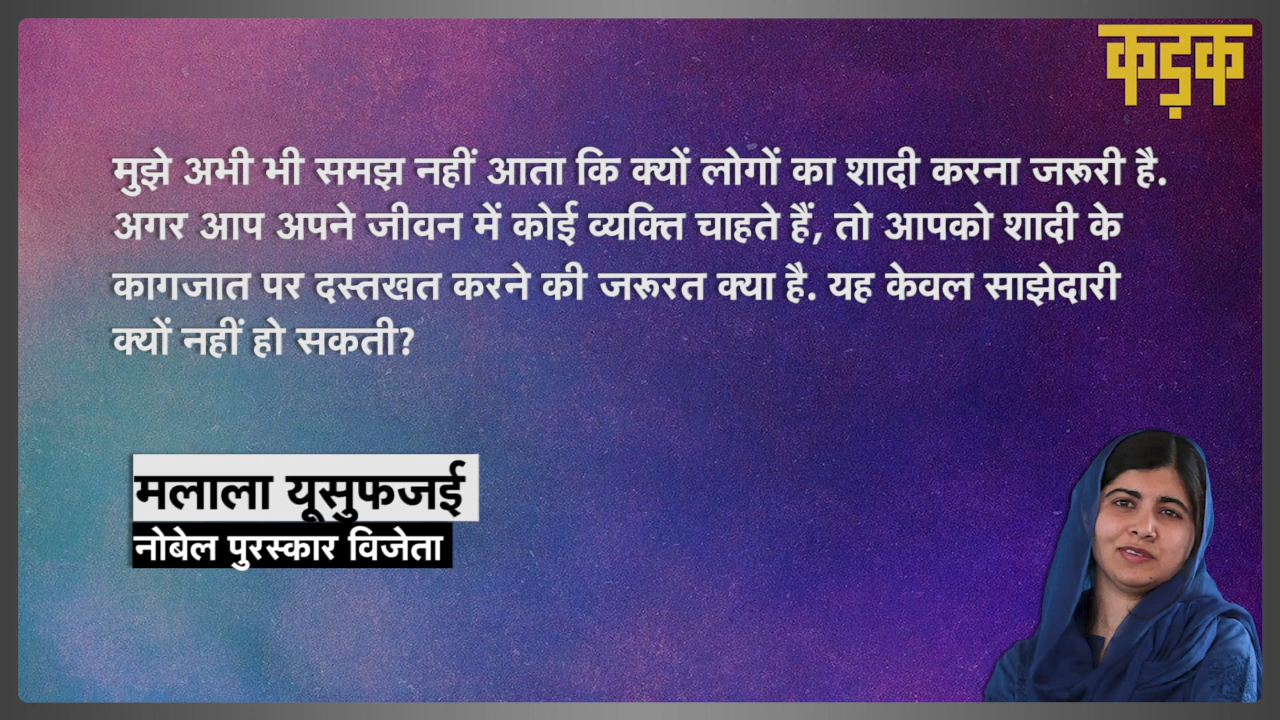 कड़क
मुझे अभी भी समझ नहीं आता कि क्यों लोगों का शादी करना जरूरी है.
अगर आप अपने जीवन में कोई व्यक्ति चाहते हैं, तो आपको शादी के
कागजात पर दस्तखत करने की जरूरत क्या है. यह केवल साझेदारी
क्यों नहीं हो सकती?
मलाला यूसुफजई
नोबेल पुरस्कार विजेता